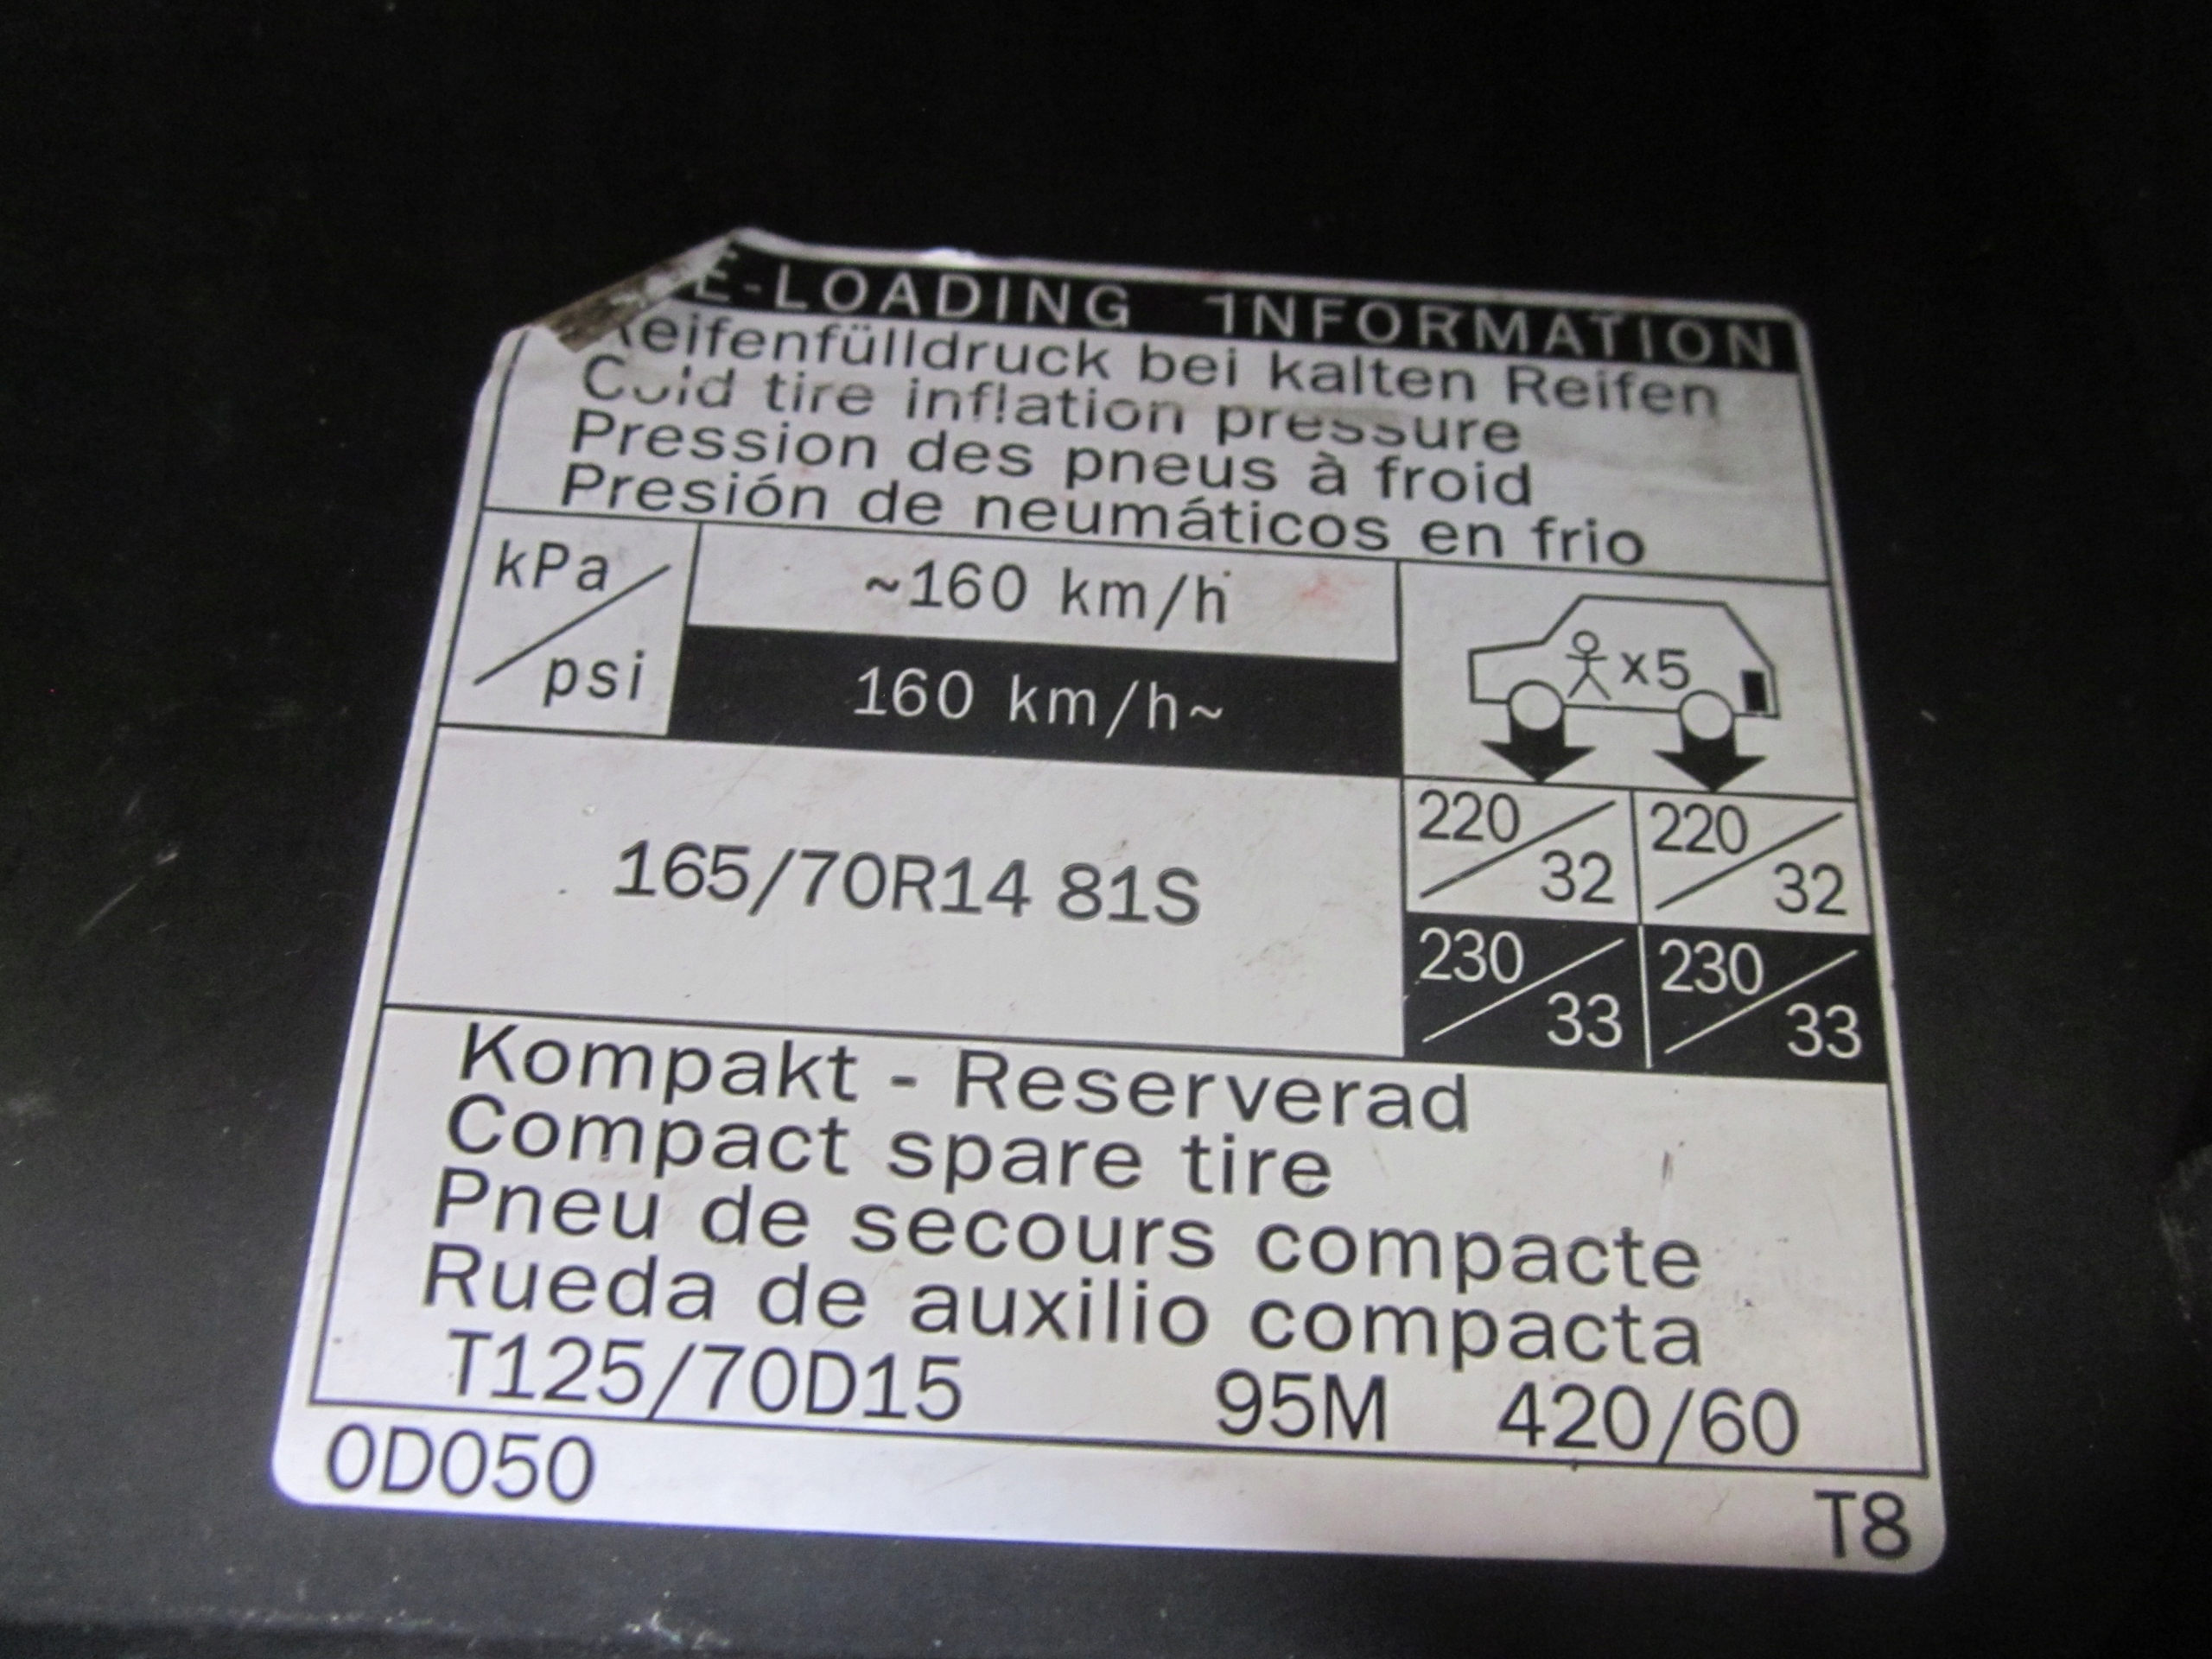 E-LOADING INFORMATION
Reifenfülldruck bei kalten Reifen
Cold tire inflation pressure
Pression des pneus à froid
Presión de neumáticos en frio
kPa/psi
~160 km/h
160 km/h~
x5
165/70R14 81S
220/32 220/32
230/33 230/33
Kompakt - Reserverad
Compact spare tire
Pneu de secours compacte
Rueda de auxilio compacta
T125/70D15 95M 420/60
0D050 T8